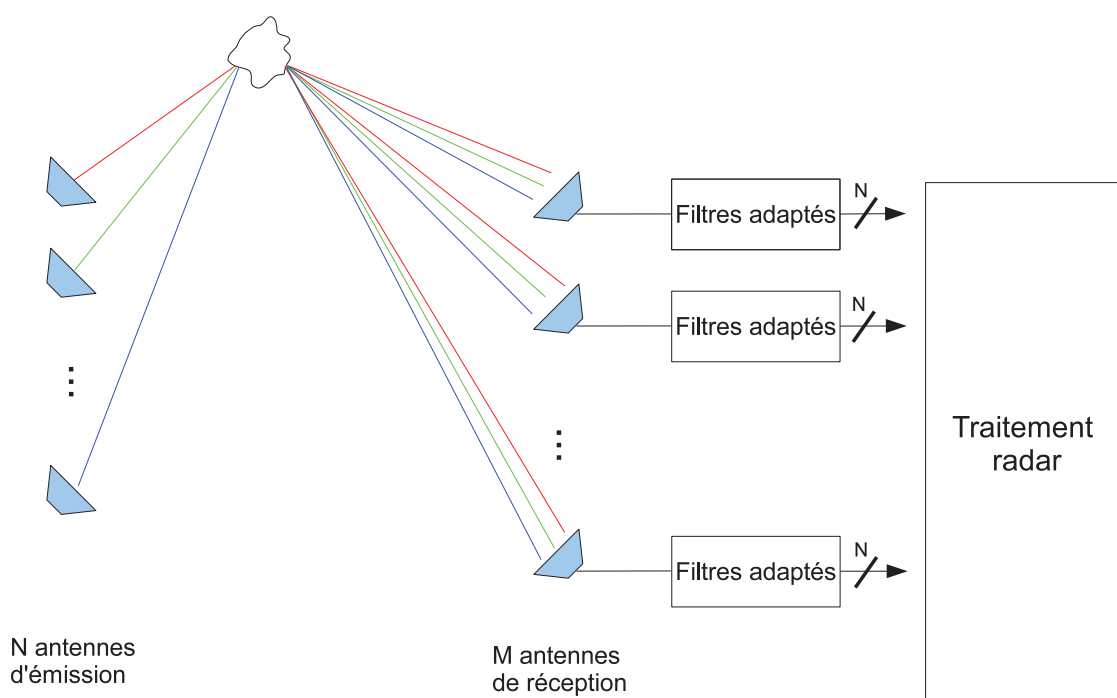 Filtres adaptés
N
Filtres adaptés
N
Traitement
radar
Filtres adaptés
N
N antennes
d'émission
M antennes
de réception